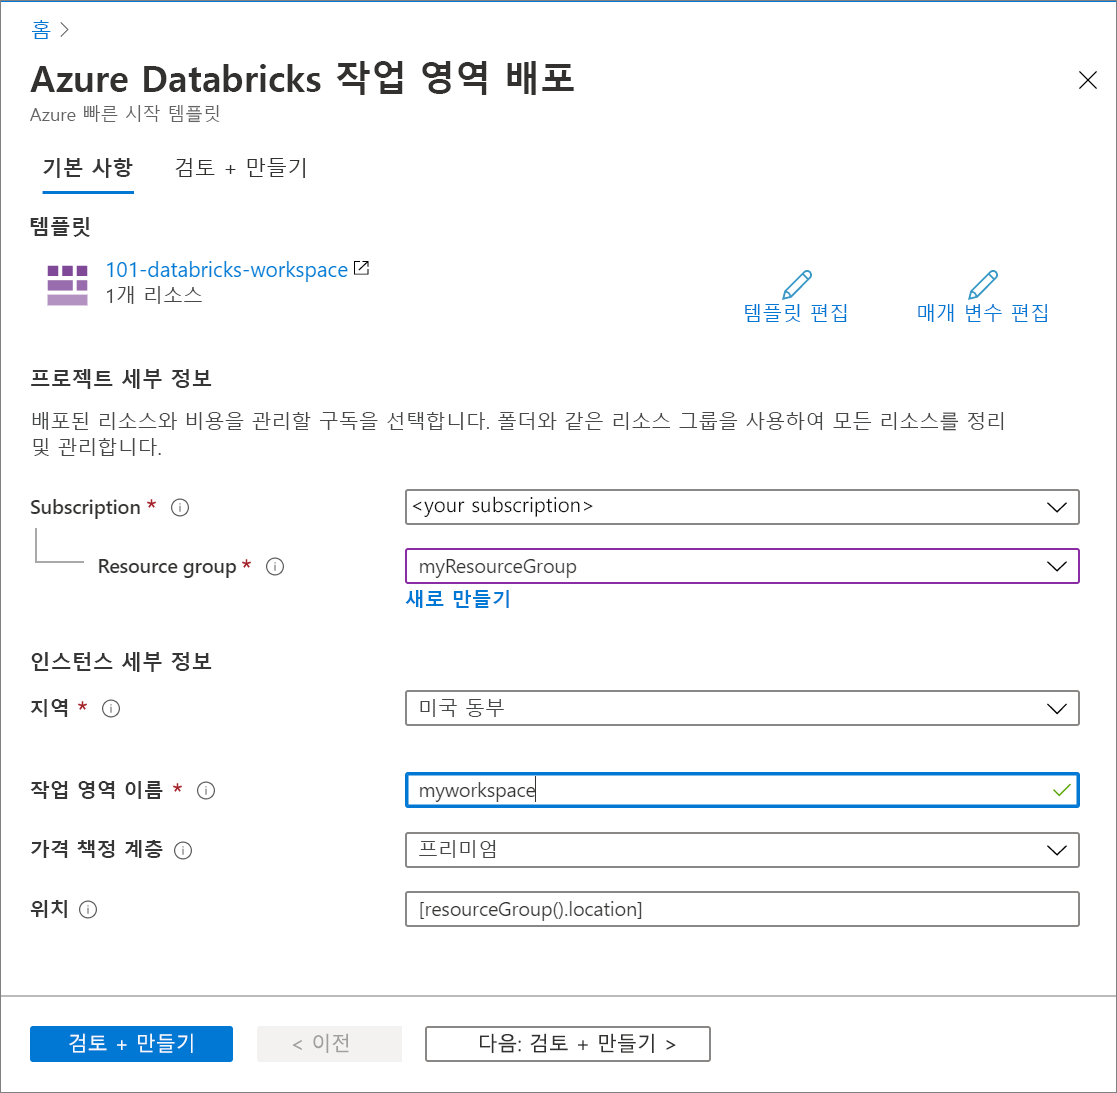 홈 >
Azure Databricks 작업 영역 배포
Azure 빠른 시작 템플릿
기본 사항 검토 + 만들기
템플릿
101-databricks-workspace
1개 리소스
템플릿 편집 매개 변수 편집
프로젝트 세부 정보
배포된 리소스와 비용을 관리할 구독을 선택합니다. 폴더와 같은 리소스 그룹을 사용하여 모든 리소스를 정리
및 관리합니다.
Subscription * <your subscription>
Resource group * myResourceGroup
새로 만들기
인스턴스 세부 정보
지역 * 미국 동부
작업 영역 이름 * myworkspace
가격 책정 계층 프리미엄
위치 [resourceGroup().location]
검토 + 만들기 < 이전 다음: 검토 + 만들기 >